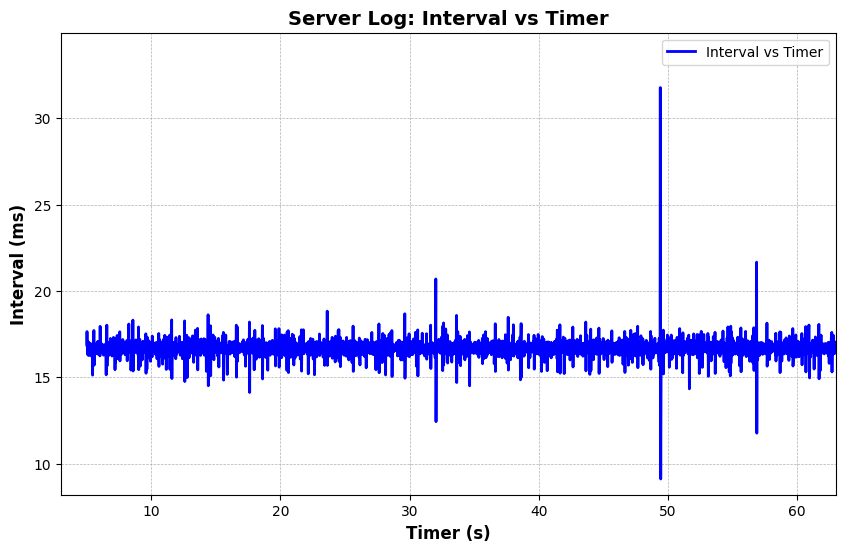 Server Log: Interval vs Timer
Interval vs Timer
30
25
20
15
10
Interval (ms)
10 20 30 40 50 60
Timer (s)